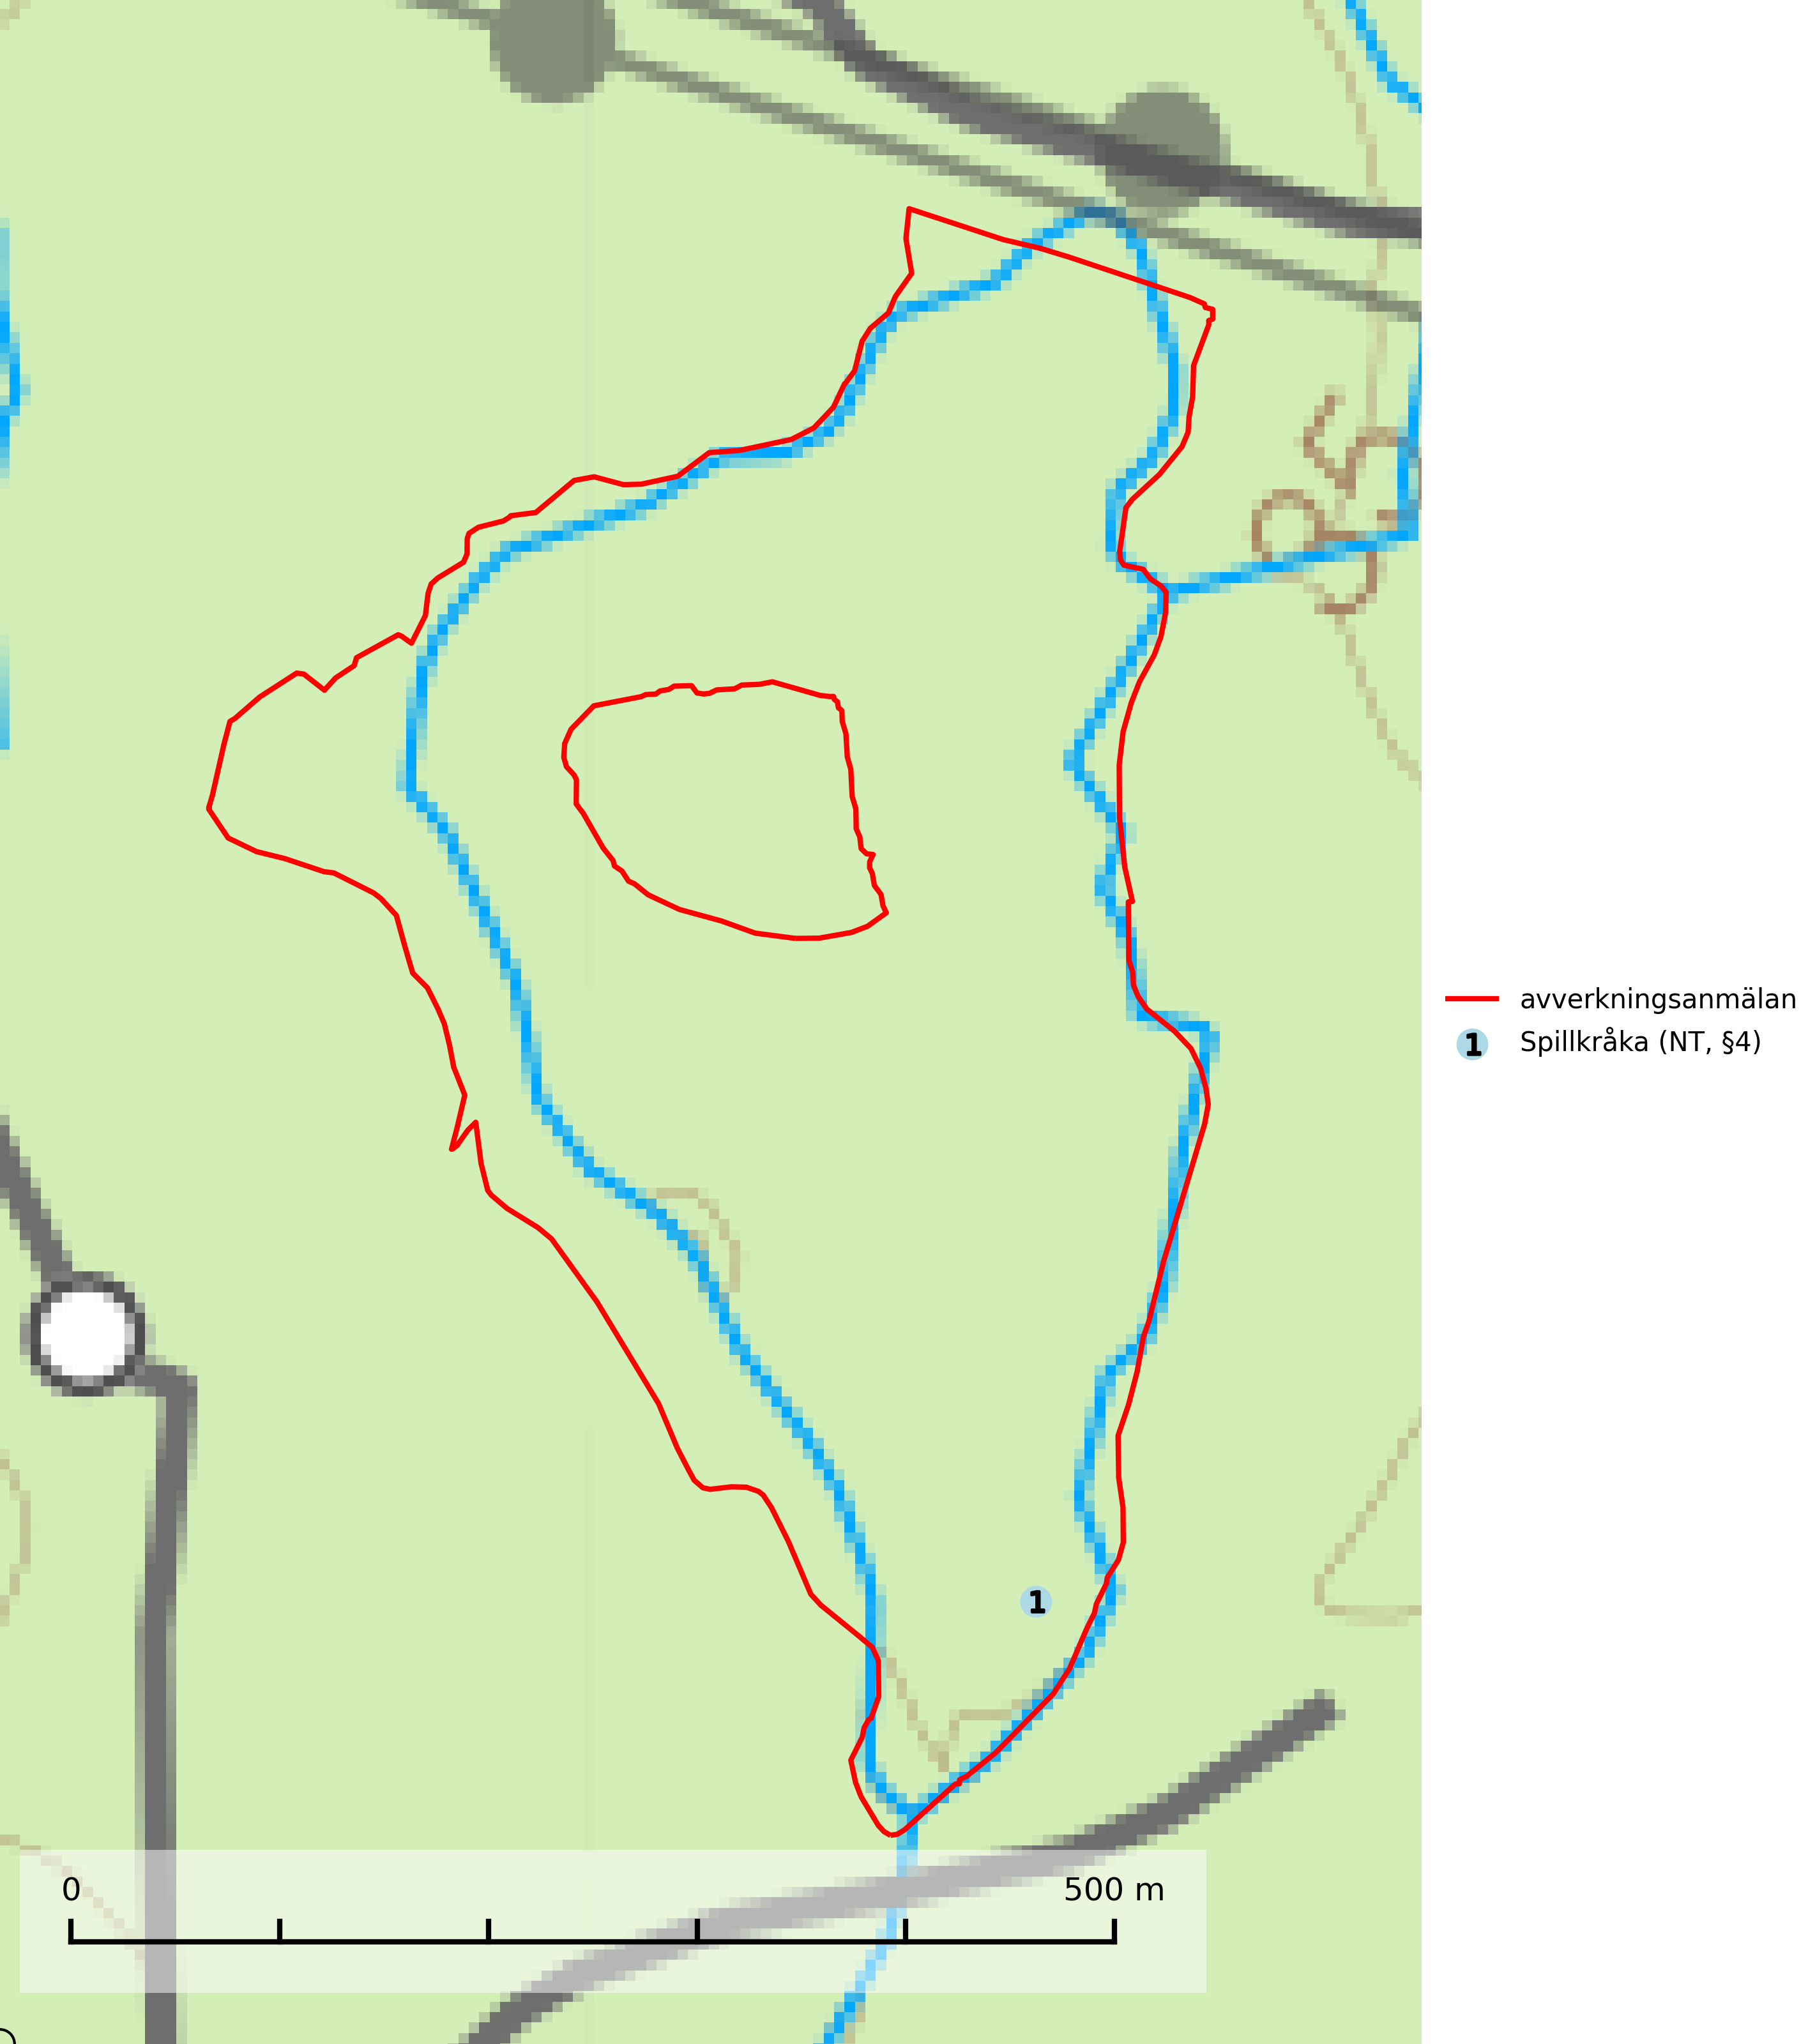 avverkningsanmälan
1 Spillkråka (NT, §4)
1
0 500 m